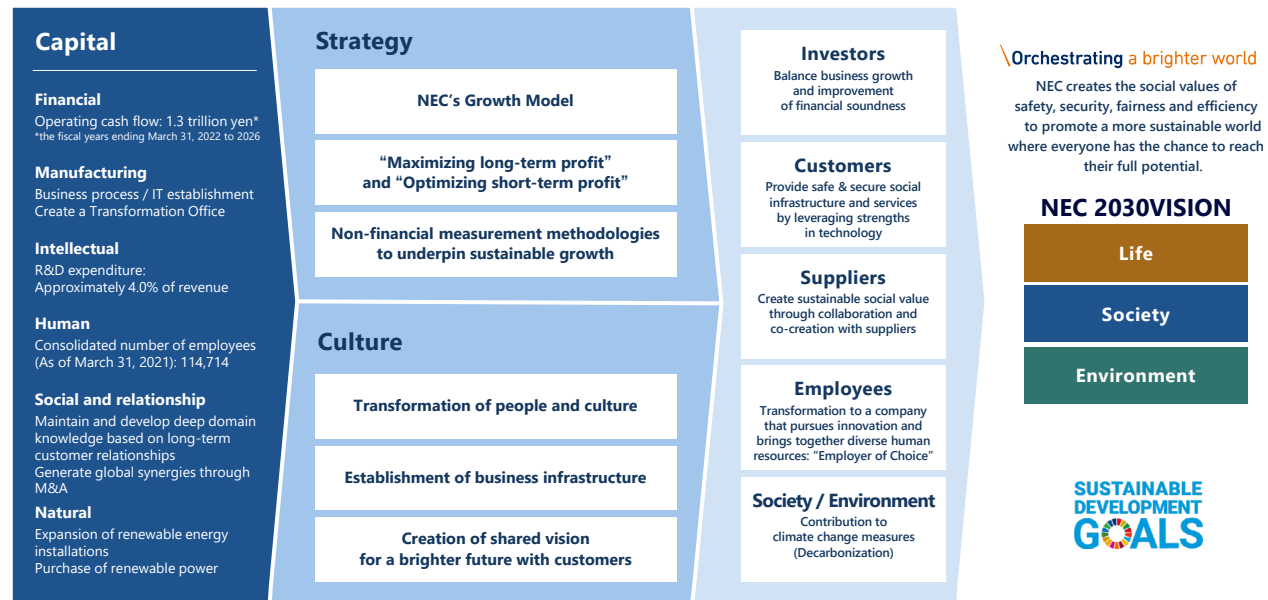 Capital
Financial
Operating cash flow: 1.3 trillion yen*
*the fiscal years ending March 31, 2022 to 2026
Manufacturing
Business process / IT establishment
Create a Transformation Office
Intellectual
R&D expenditure:
Approximately 4.0% of revenue
Human
Consolidated number of employees
(As of March 31, 2021): 114,714
Social and relationship
Maintain and develop deep domain
knowledge based on long-term
customer relationships
Generate global synergies through
M&A
Natural
Expansion of renewable energy
installations
Purchase of renewable power
Strategy
NEC’s Growth Model
“Maximizing long-term profit”
and “Optimizing short-term profit”
Non-financial measurement methodologies
to underpin sustainable growth
Culture
Transformation of people and culture
Establishment of business infrastructure
Creation of shared vision
for a brighter future with customers
Investors
Balance business growth
and improvement
of financial soundness
Customers
Provide safe & secure social
infrastructure and services
by leveraging strengths
in technology
Suppliers
Create sustainable social value
through collaboration and
co-creation with suppliers
Employees
Transformation to a company
that pursues innovation and
brings together diverse human
resources: “Employer of Choice”
Society / Environment
Contribution to
climate change measures
(Decarbonization)
\Orchestrating a brighter world
NEC creates the social values of
safety, security, fairness and efficiency
to promote a more sustainable world
where everyone has the chance to reach
their full potential.
NEC 2030VISION
Life
Society
Environment
SUSTAINABLE
DEVELOPMENT
GOALS